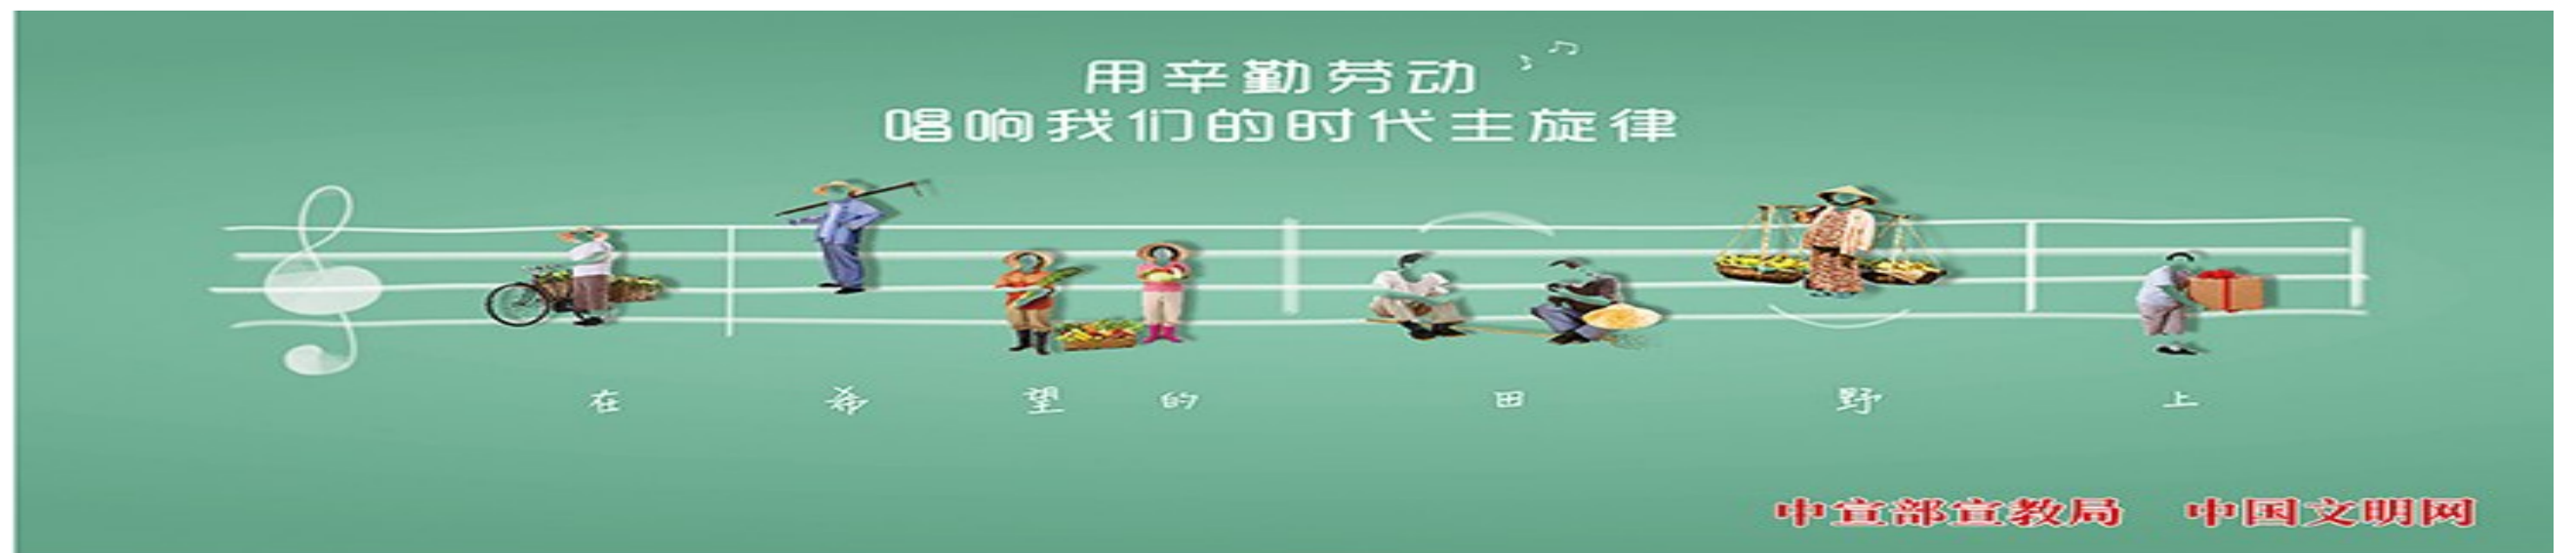 用辛勤劳动
唱响我们的时代主旋律
在希望的田野上
中宣部宣教局 中国文明网